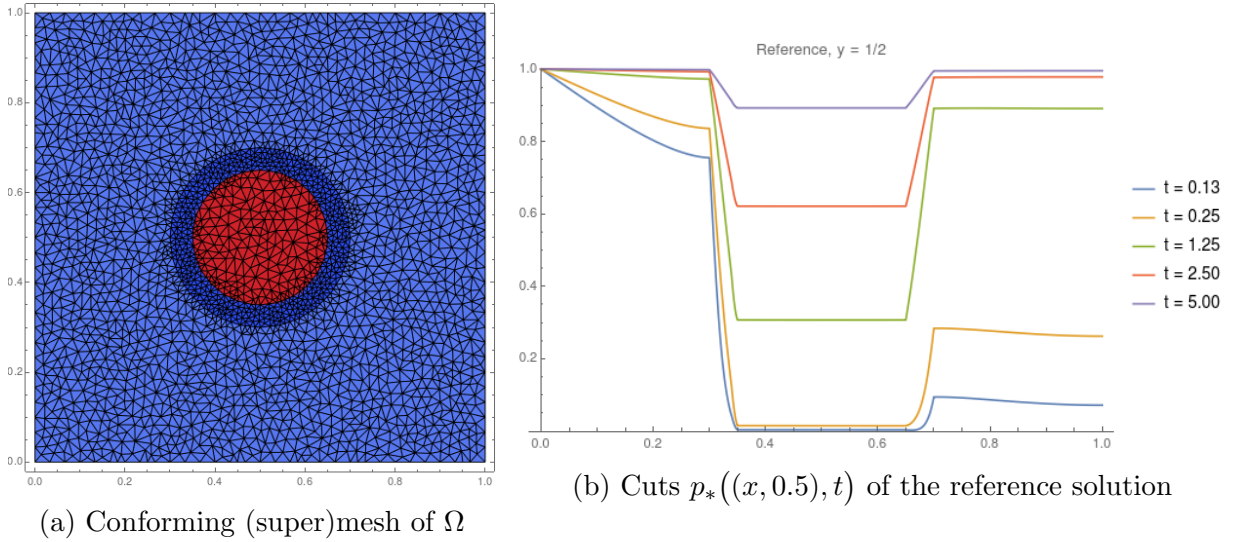 1.0
0.8
0.6
0.4
0.2
0.0
0.0 0.2 0.4 0.6 0.8 1.0
(a) Conforming (super)mesh of Ω
Reference, y = 1/2
1.0
0.8
0.6
0.4
0.2
0.0 0.2 0.4 0.6 0.8 1.0
t = 0.13
t = 0.25
t = 1.25
t = 2.50
t = 5.00
(b) Cuts p∗((x, 0.5), t) of the reference solution